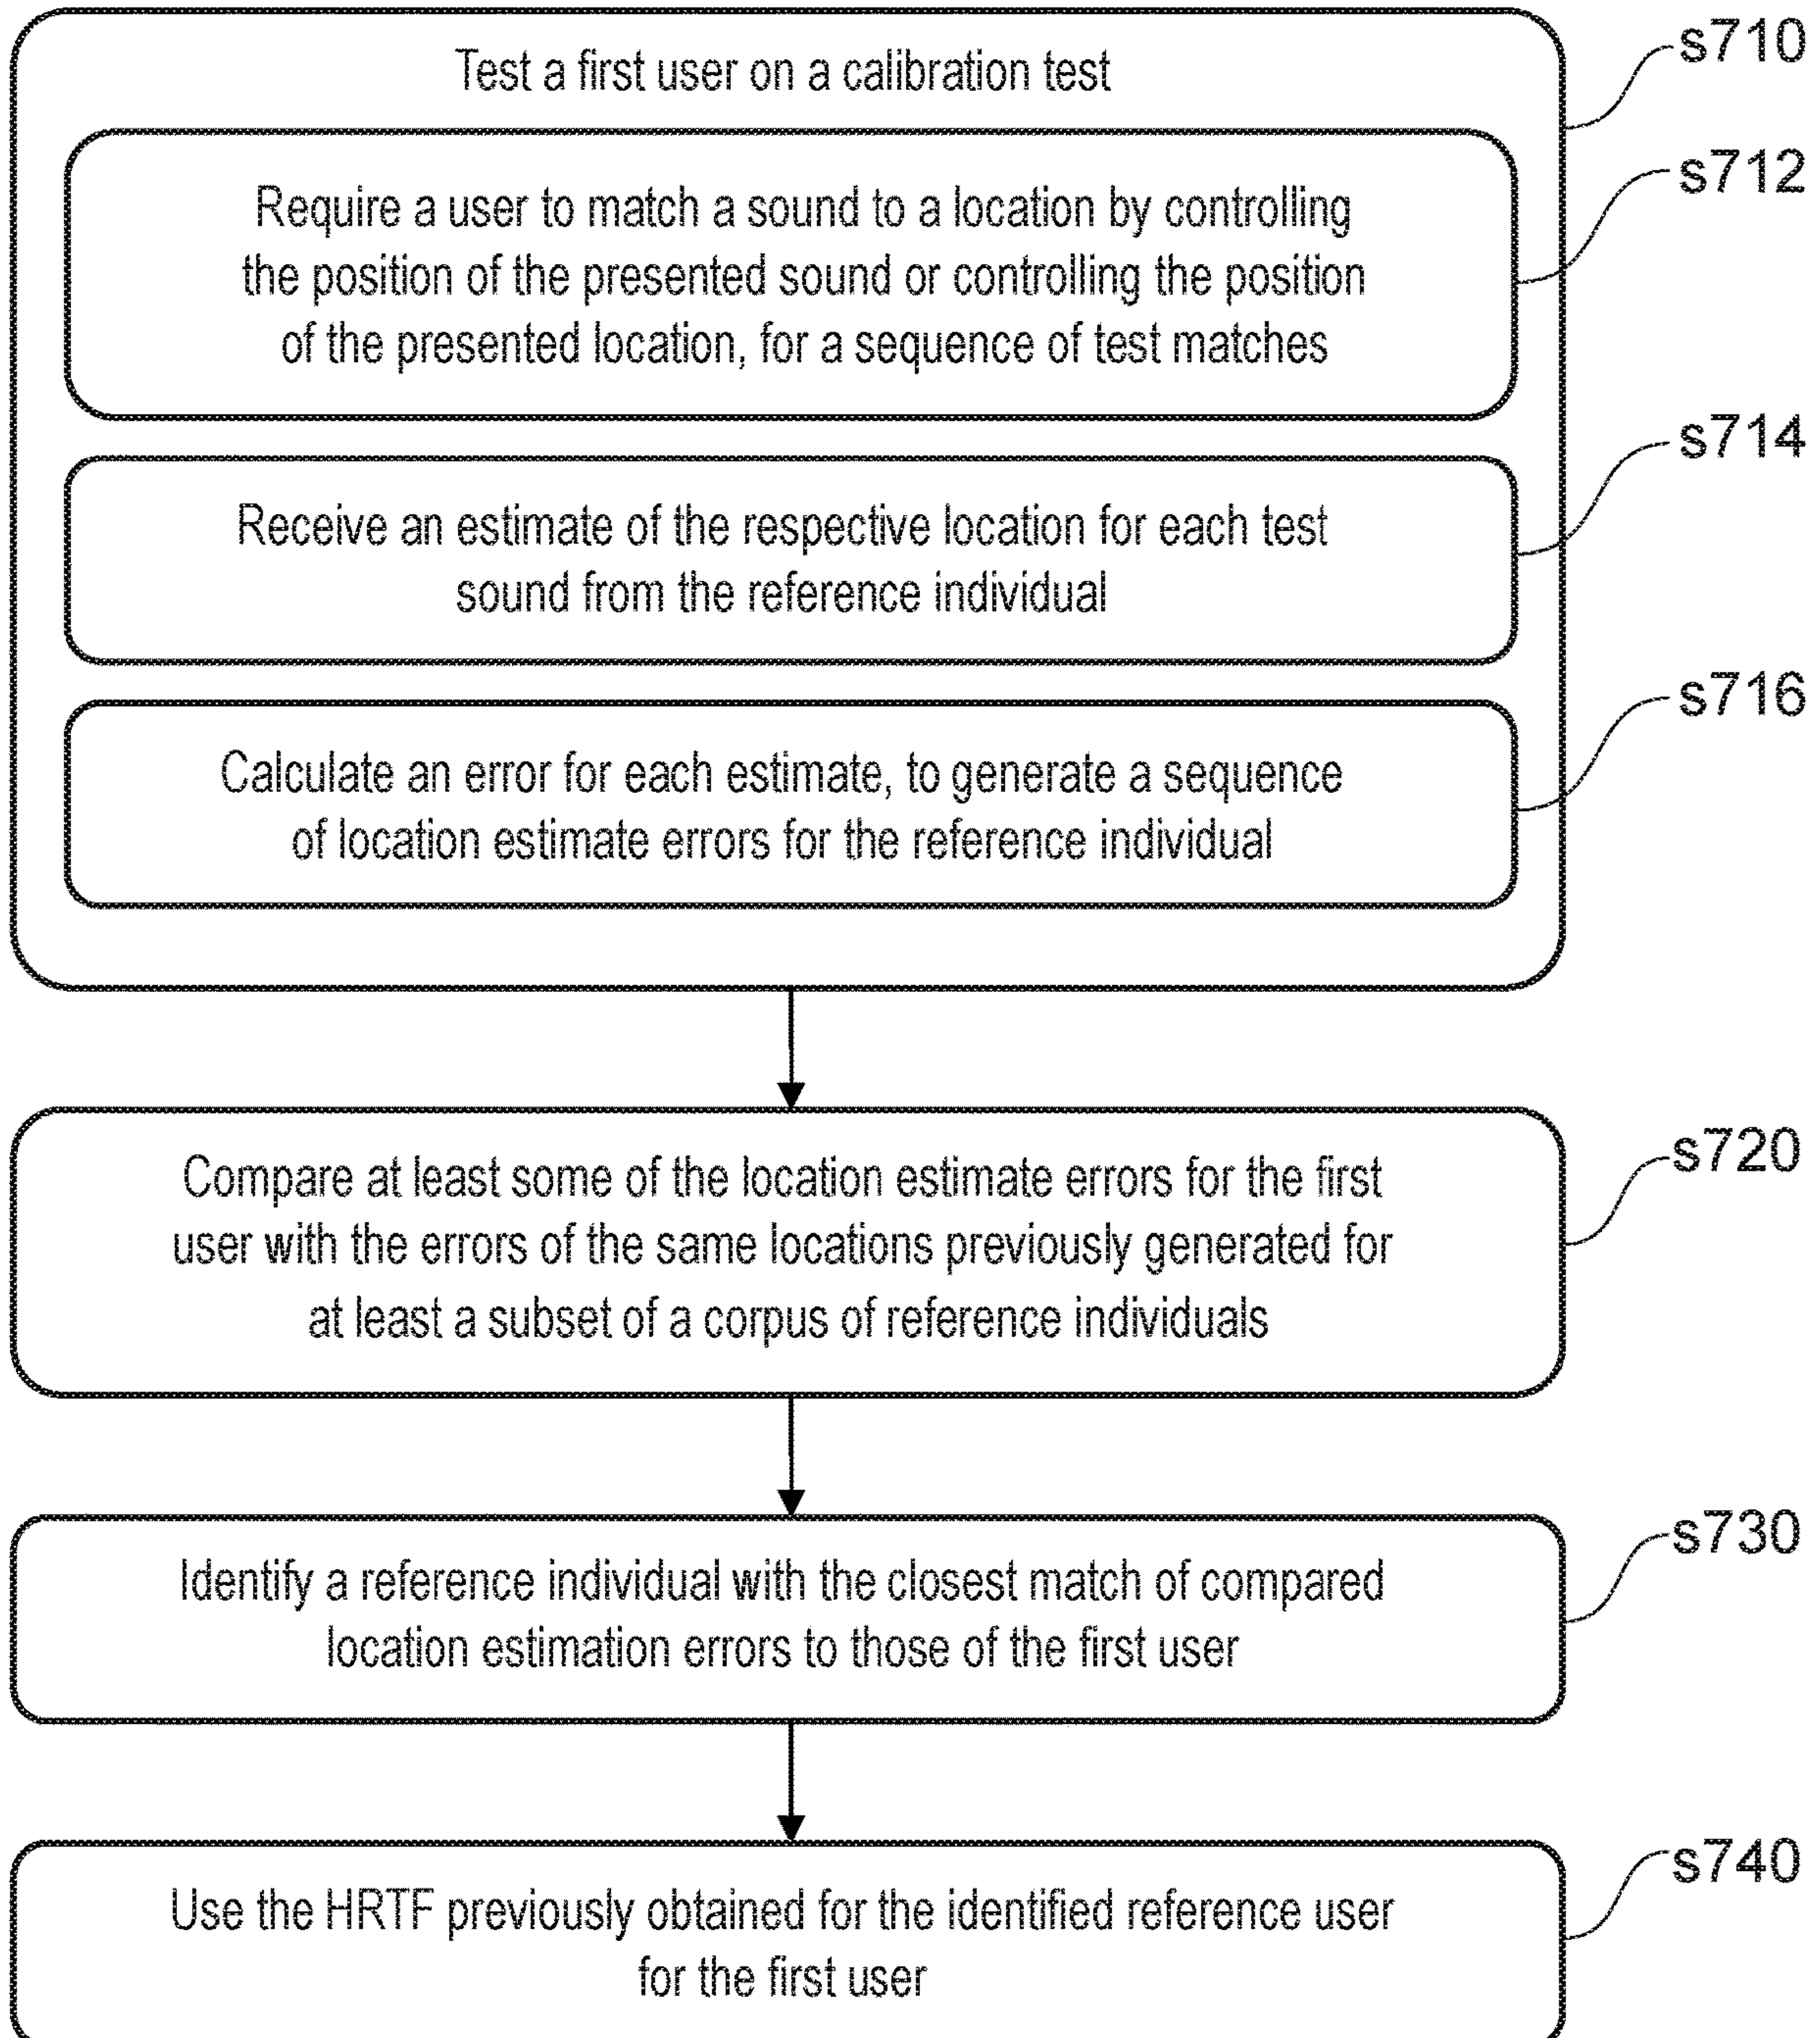 Test a first user on a calibration test
s710
Require a user to match a sound to a location by controlling
the position of the presented sound or controlling the position
of the presented location, for a sequence of test matches
s712
Receive an estimate of the respective location for each test
sound from the reference individual
s714
Calculate an error for each estimate, to generate a sequence
of location estimate errors for the reference individual
s716
Compare at least some of the location estimate errors for the first
user with the errors of the same locations previously generated for
at least a subset of a corpus of reference individuals
s720
Identify a reference individual with the closest match of compared
location estimation errors to those of the first user
s730
Use the HRTF previously obtained for the identified reference user
for the first user
s740